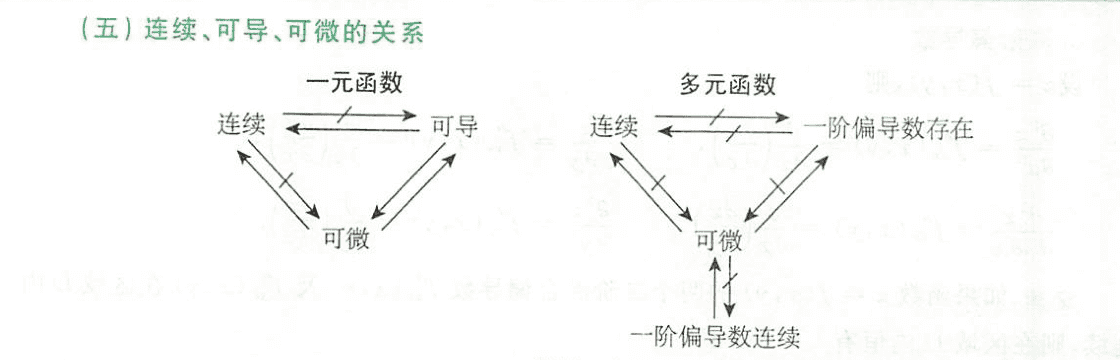 (五) 连续、可导、可微的关系
一元函数
连续 可导
可微
多元函数
连续 一阶偏导数存在
可微
一阶偏导数连续